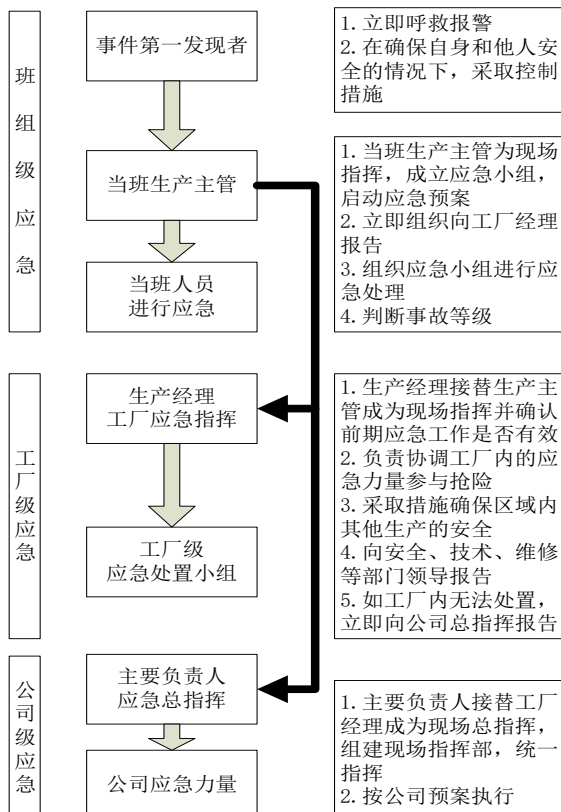 班组级应急
事件第一发现者
1. 立即呼救报警
2. 在确保自身和他人安
全的情况下，采取控制
措施
当班生产主管
1. 当班生产主管为现场
指挥，成立应急小组，
启动应急预案
2. 立即组织向工厂经理
报告
3. 组织应急小组进行应
急处理
4. 判断事故等级
当班人员
进行应急
工厂级应急
生产经理
工厂应急指挥
1. 生产经理接替生产主
管成为现场指挥并确认
前期应急工作是否有效
2. 负责协调工厂内的应
急力量参与抢险
3. 采取措施确保区域内
其他生产的安全
4. 向安全、技术、维修
等部门领导报告
5. 如工厂内无法处置，
立即向公司总指挥报告
工厂级
应急处置小组
公司级应急
主要负责人
应急总指挥
1. 主要负责人接替工厂
经理成为现场总指挥，
组建现场指挥部，统一
指挥
2. 按公司预案执行
公司应急力量